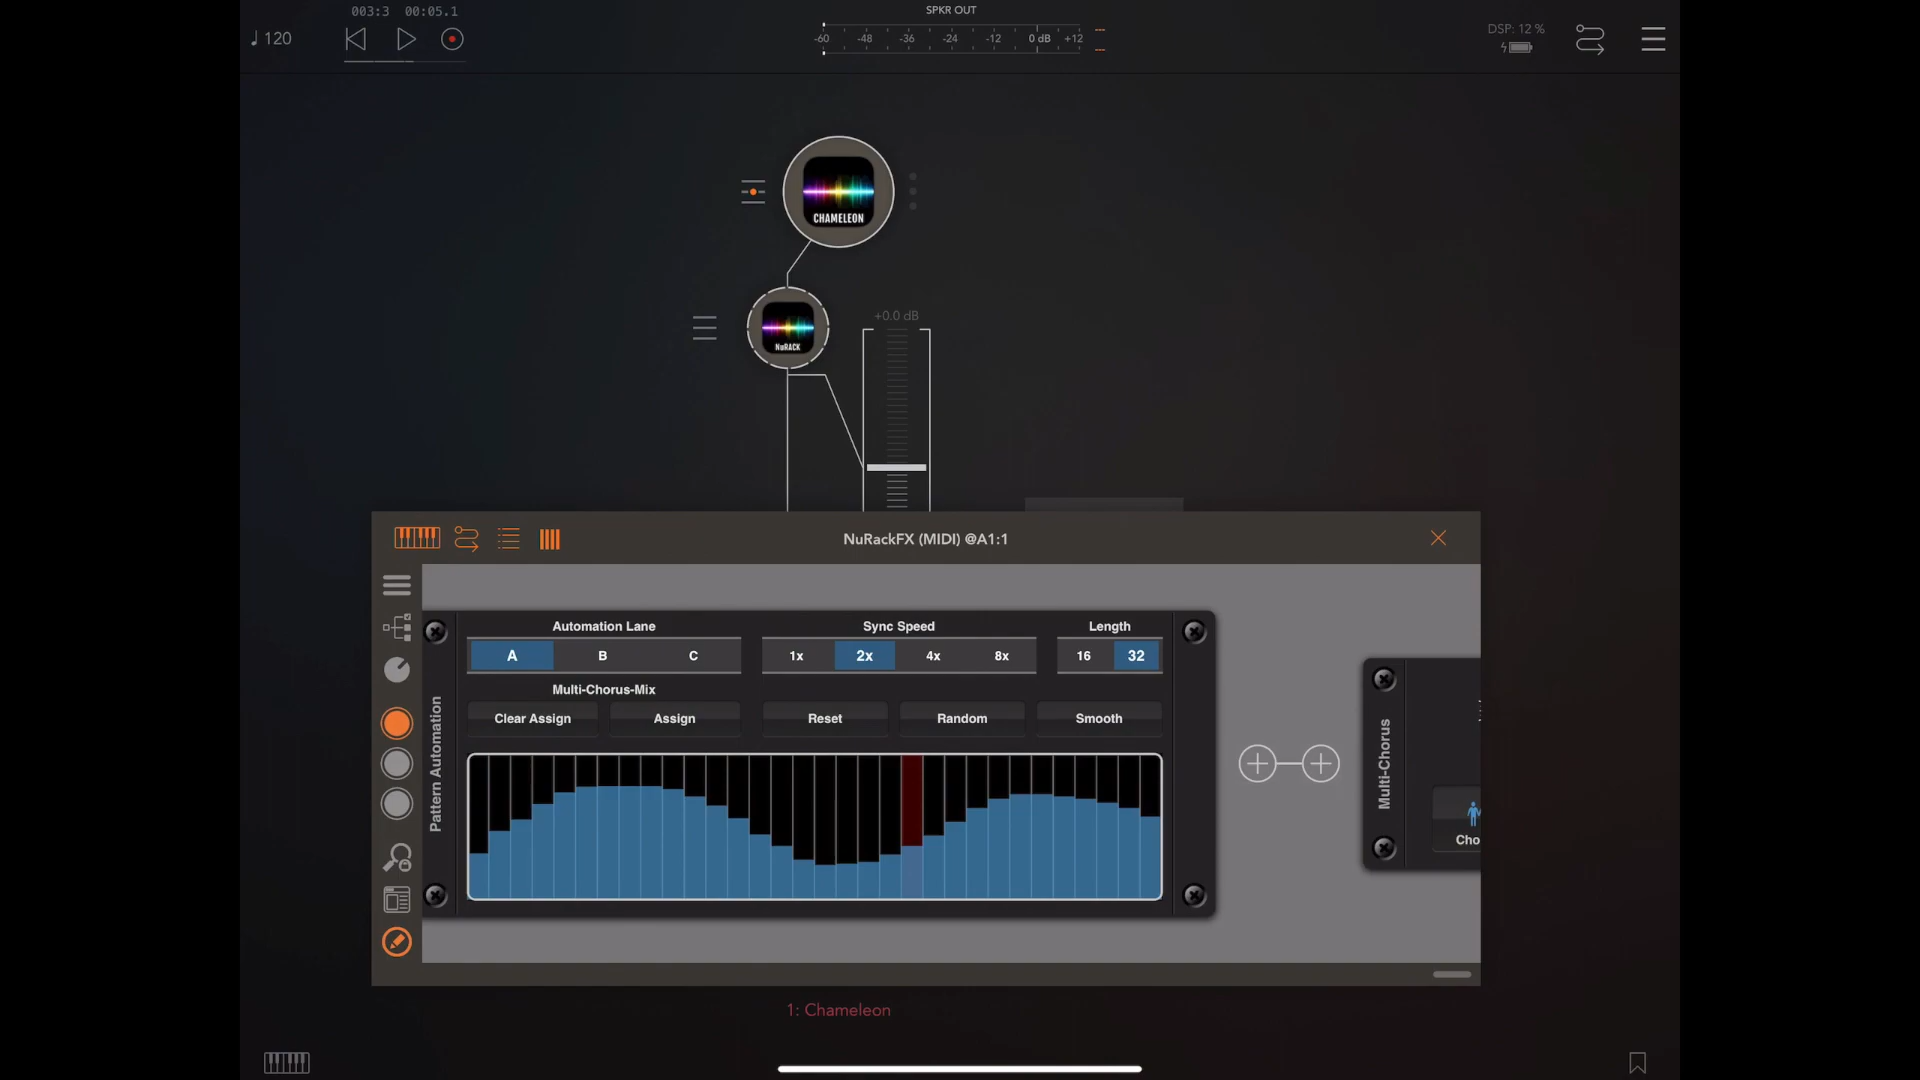 003:3 00:05.1
SPKR OUT
♩ 120
-60 -48 -36 -24 -12 0 dB +12
DSP: 12 %
CHAMELEON
NuRACK
+0.0 dB
NuRackFX (MIDI) @A1:1
Automation Lane
Sync Speed
Length
A B C
1x 2x 4x 8x
16 32
Multi-Chorus-Mix
Clear Assign
Assign
Reset
Random
Smooth
Pattern Automation
Multi-Chorus
Cho
1: Chameleon